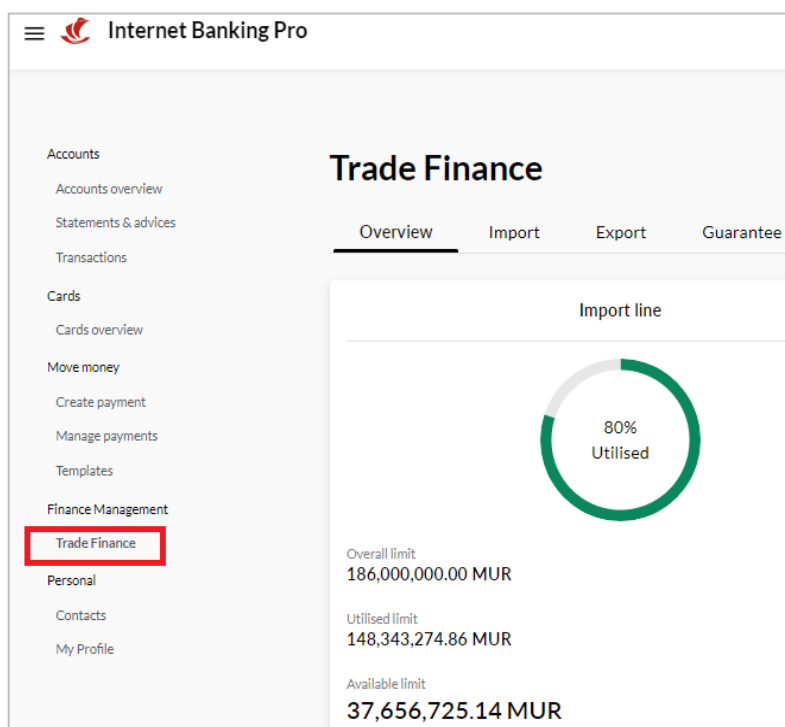 Internet Banking Pro
Accounts
Accounts overview
Statements & advices
Transactions
Cards
Cards overview
Move money
Create payment
Manage payments
Templates
Finance Management
Trade Finance
Personal
Contacts
My Profile
Trade Finance
Overview Import Export Guarantee
Import line
80%
Utilised
Overall limit
186,000,000.00 MUR
Utilised limit
148,343,274.86 MUR
Available limit
37,656,725.14 MUR